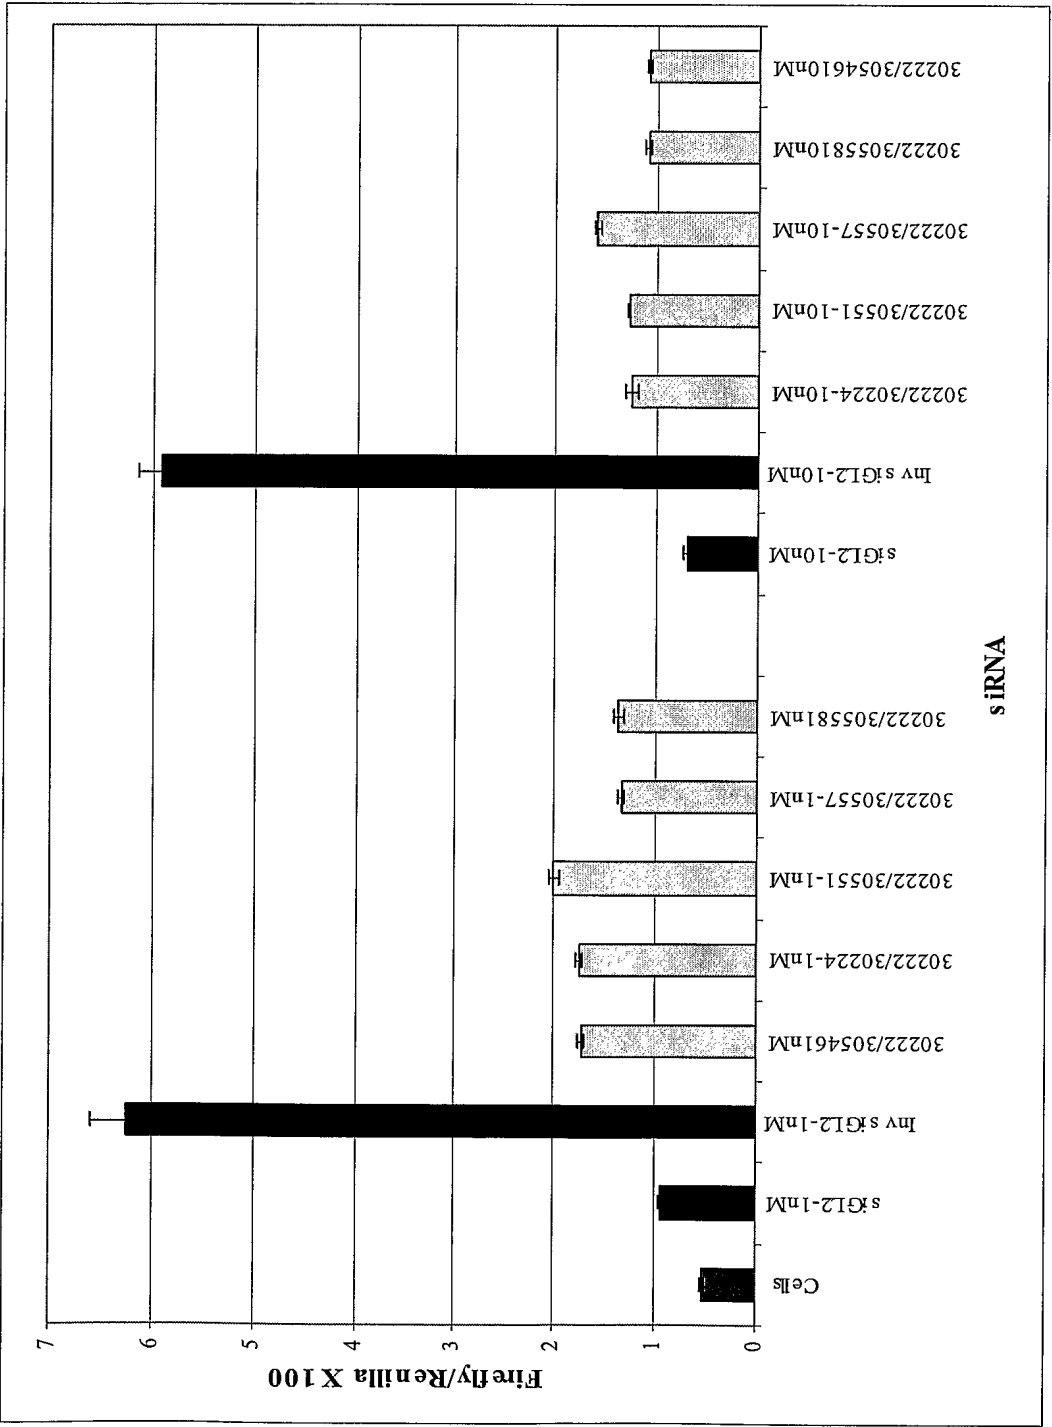 Firefly/Renilla X 100
7
6
5
4
3
2
1
0
Cells
siGL2-1nM
Inv siGL2-1nM
30222/305461nM
30222/30224-1nM
30222/30551-1nM
30222/30557-1nM
30222/305581nM
siGL2-10nM
Inv siGL2-10nM
30222/30224-10nM
30222/30551-10nM
30222/30557-10nM
30222/3055810nM
30222/3054610nM
siRNA